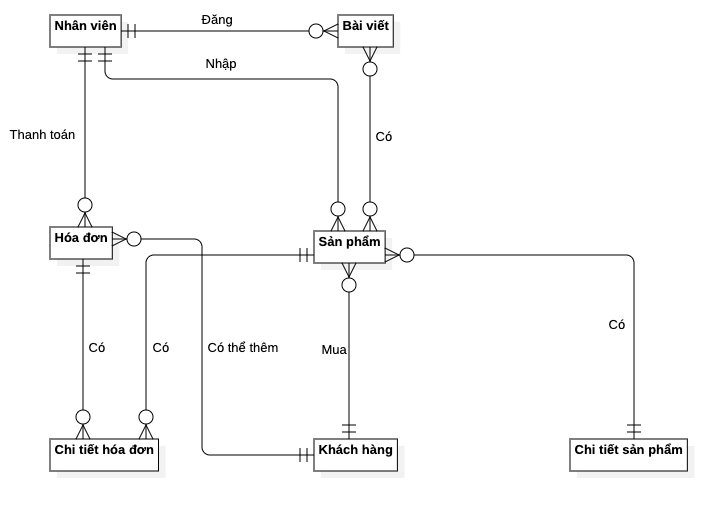 Nhân viên
Đăng
Bài viết
Nhập
Thanh toán
Có
Hóa đơn
Sản phẩm
Có
Có
Có
Có thể thêm
Mua
Chi tiết hóa đơn
Khách hàng
Chi tiết sản phẩm